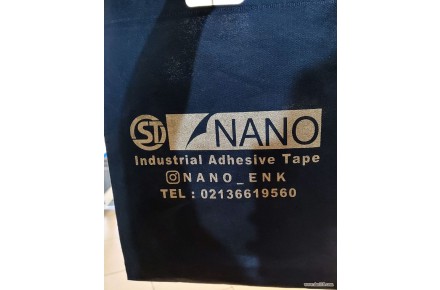 ST NANO
Industrial Adhesive Tape
NANO_ENK
TEL : 02136619560